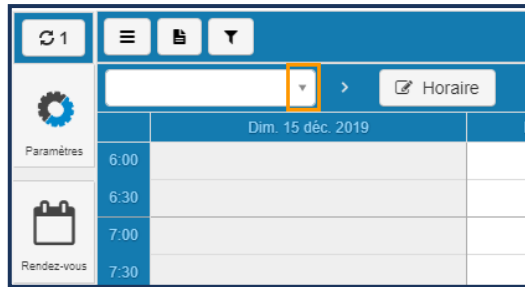 1
Horaire
Paramètres
Dim. 15 déc. 2019
6:00
6:30
7:00
7:30
Rendez-vous